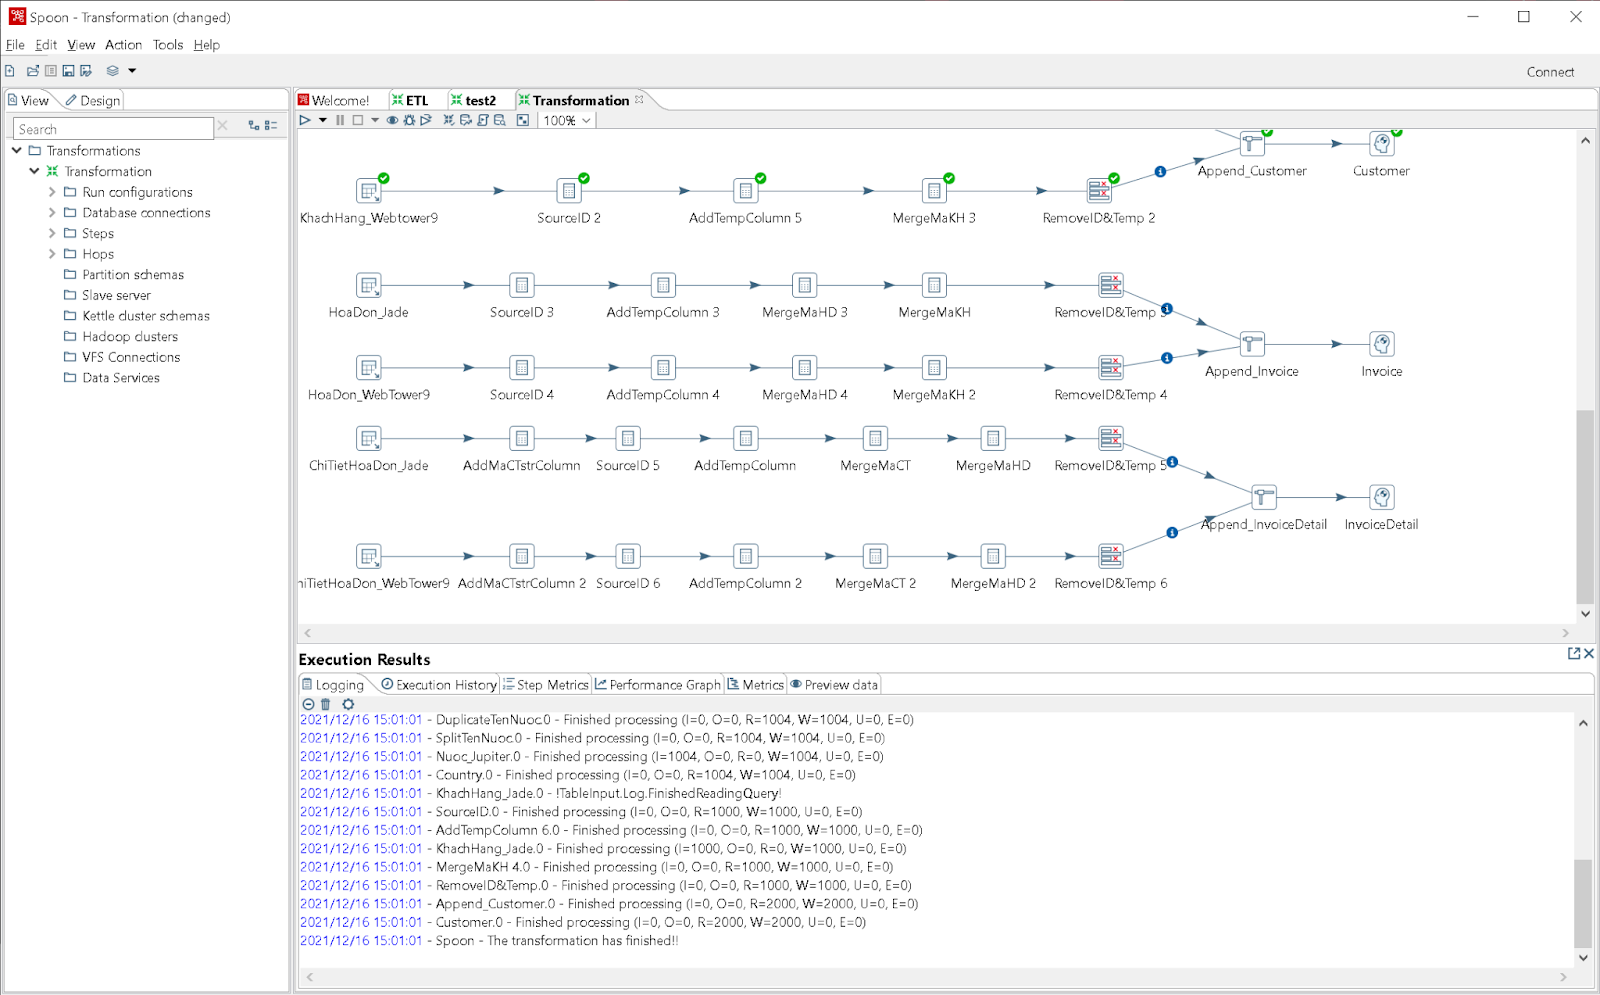 Spoon - Transformation (changed)
File Edit View Action Tools Help
Connect
View Design
Welcome! ETL test2 Transformation
Search
100%
Transformations
Transformation
Run configurations
Database connections
Steps
Hops
Partition schemas
Slave server
Kettle cluster schemas
Hadoop clusters
VFS Connections
Data Services
Append_Customer Customer
KhachHang_Webtower9 SourceID 2 AddTempColumn 5 MergeMaKH 3 RemoveID&Temp 2
HoaDon_Jade SourceID 3 AddTempColumn 3 MergeMaHD 3 MergeMaKH RemoveID&Temp 3
Append_Invoice Invoice
HoaDon_WebTower9 SourceID 4 AddTempColumn 4 MergeMaHD 4 MergeMaKH 2 RemoveID&Temp 4
ChiTietHoaDon_Jade AddMaCTstrColumn SourceID 5 AddTempColumn MergeMaCT MergeMaHD RemoveID&Temp 5
Append_InvoiceDetail InvoiceDetail
hiTietHoaDon_WebTower9 AddMaCTstrColumn 2 SourceID 6 AddTempColumn 2 MergeMaCT 2 MergeMaHD 2 RemoveID&Temp 6
Execution Results
Logging Execution History Step Metrics Performance Graph Metrics Preview data
2021/12/16 15:01:01 - DuplicateTenNuoc.0 - Finished processing (I=0, O=0, R=1004, W=1004, U=0, E=0)
2021/12/16 15:01:01 - SplitTenNuoc.0 - Finished processing (I=0, O=0, R=1004, W=1004, U=0, E=0)
2021/12/16 15:01:01 - Nuoc_Jupiter.0 - Finished processing (I=1004, O=0, R=0, W=1004, U=0, E=0)
2021/12/16 15:01:01 - Country.0 - Finished processing (I=0, O=0, R=1004, W=1004, U=0, E=0)
2021/12/16 15:01:01 - KhachHang_Jade.0 - !TableInput.Log.FinishedReadingQuery!
2021/12/16 15:01:01 - SourceID.0 - Finished processing (I=0, O=0, R=1000, W=1000, U=0, E=0)
2021/12/16 15:01:01 - AddTempColumn 6.0 - Finished processing (I=0, O=0, R=1000, W=1000, U=0, E=0)
2021/12/16 15:01:01 - KhachHang_Jade.0 - Finished processing (I=1000, O=0, R=0, W=1000, U=0, E=0)
2021/12/16 15:01:01 - MergeMaKH 4.0 - Finished processing (I=0, O=0, R=1000, W=1000, U=0, E=0)
2021/12/16 15:01:01 - RemoveID&Temp.0 - Finished processing (I=0, O=0, R=1000, W=1000, U=0, E=0)
2021/12/16 15:01:01 - Append_Customer.0 - Finished processing (I=0, O=0, R=2000, W=2000, U=0, E=0)
2021/12/16 15:01:01 - Customer.0 - Finished processing (I=0, O=0, R=2000, W=2000, U=0, E=0)
2021/12/16 15:01:01 - Spoon - The transformation has finished!!